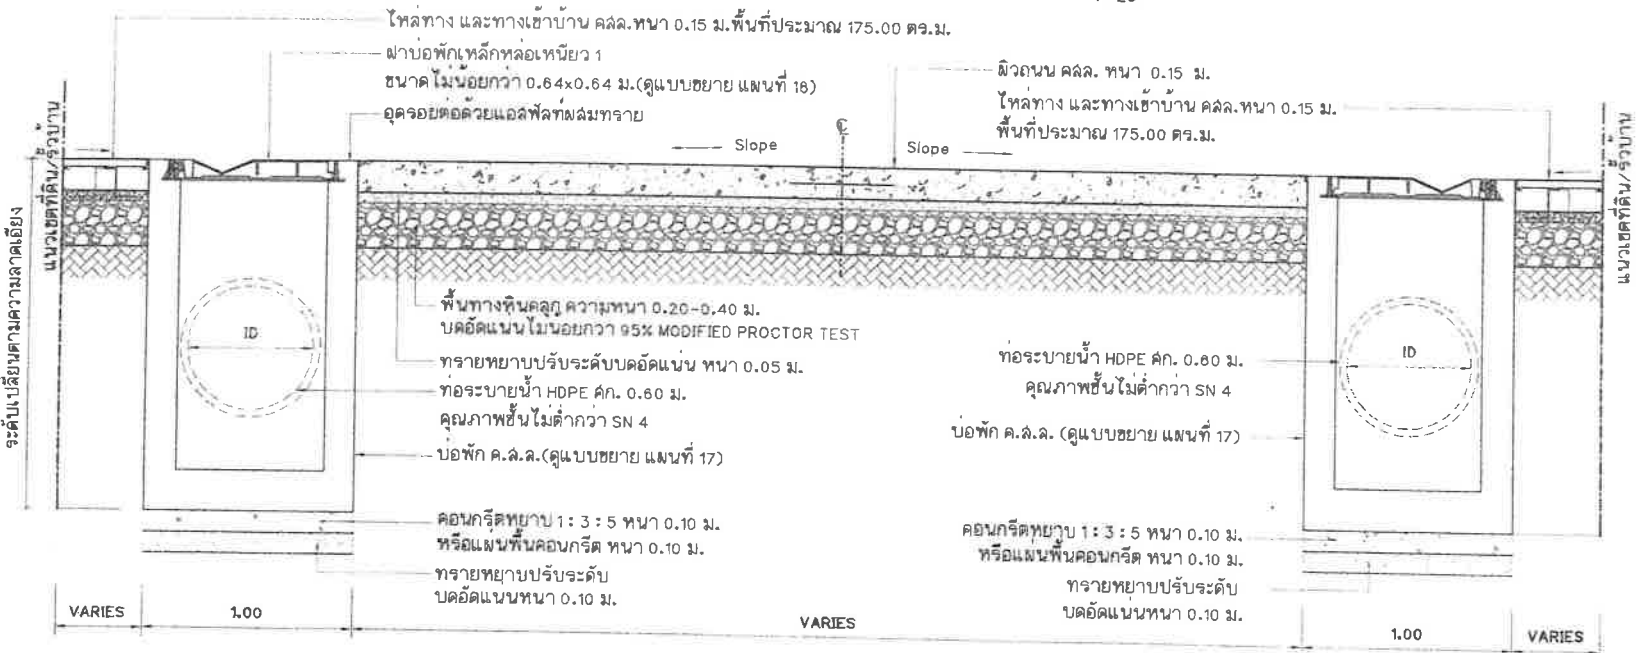 ไหล่ทาง และทางเข้าบ้าน คสล.หนา 0.15 ม.พื้นที่ประมาณ 175.00 ตร.ม.
ฝาบ่อพักเหล็กหล่อเหนียว 1
ขนาดไม่น้อยกว่า 0.64x0.64 ม.(ดูแบบขยาย แผ่นที่ 18)
อุดรอยต่อด้วยแอสฟัลท์ผสมทราย
ผิวถนน คสล. หนา 0.15 ม.
ไหล่ทาง และทางเข้าบ้าน คสล.หนา 0.15 ม.
พื้นที่ประมาณ 175.00 ตร.ม.
Slope
Slope
ระดับเปลี่ยนตามความลาดเอียง
แนวเขตที่ดิน/รั้วบ้าน
แนวเขตที่ดิน/รั้วบ้าน
พื้นทางหินคลุก ความหนา 0.20-0.40 ม.
บดอัดแน่นไม่น้อยกว่า 95% MODIFIED PROCTOR TEST
ทรายหยาบปรับระดับบดอัดแน่น หนา 0.05 ม.
ID
ท่อระบายน้ำ HDPE ศก. 0.60 ม.
คุณภาพชั้นไม่ต่ำกว่า SN 4
บ่อพัก ค.ส.ล.(ดูแบบขยาย แผ่นที่ 17)
ID
ท่อระบายน้ำ HDPE ศก. 0.60 ม.
คุณภาพชั้นไม่ต่ำกว่า SN 4
บ่อพัก ค.ส.ล. (ดูแบบขยาย แผ่นที่ 17)
คอนกรีตหยาบ 1 : 3 : 5 หนา 0.10 ม.
หรือแผ่นพื้นคอนกรีต หนา 0.10 ม.
ทรายหยาบปรับระดับ
บดอัดแน่นหนา 0.10 ม.
คอนกรีตหยาบ 1 : 3 : 5 หนา 0.10 ม.
หรือแผ่นพื้นคอนกรีต หนา 0.10 ม.
ทรายหยาบปรับระดับ
บดอัดแน่นหนา 0.10 ม.
VARIES
1.00
VARIES
1.00
VARIES